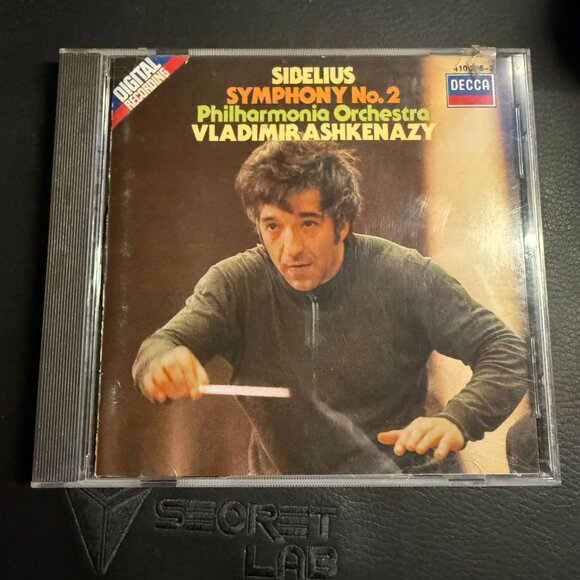 DIGITAL
RECORDING
SIBELIUS
SYMPHONY No. 2
Philharmonia Orchestra
VLADIMIR ASHKENAZY
DECCA
SECRET
LAB